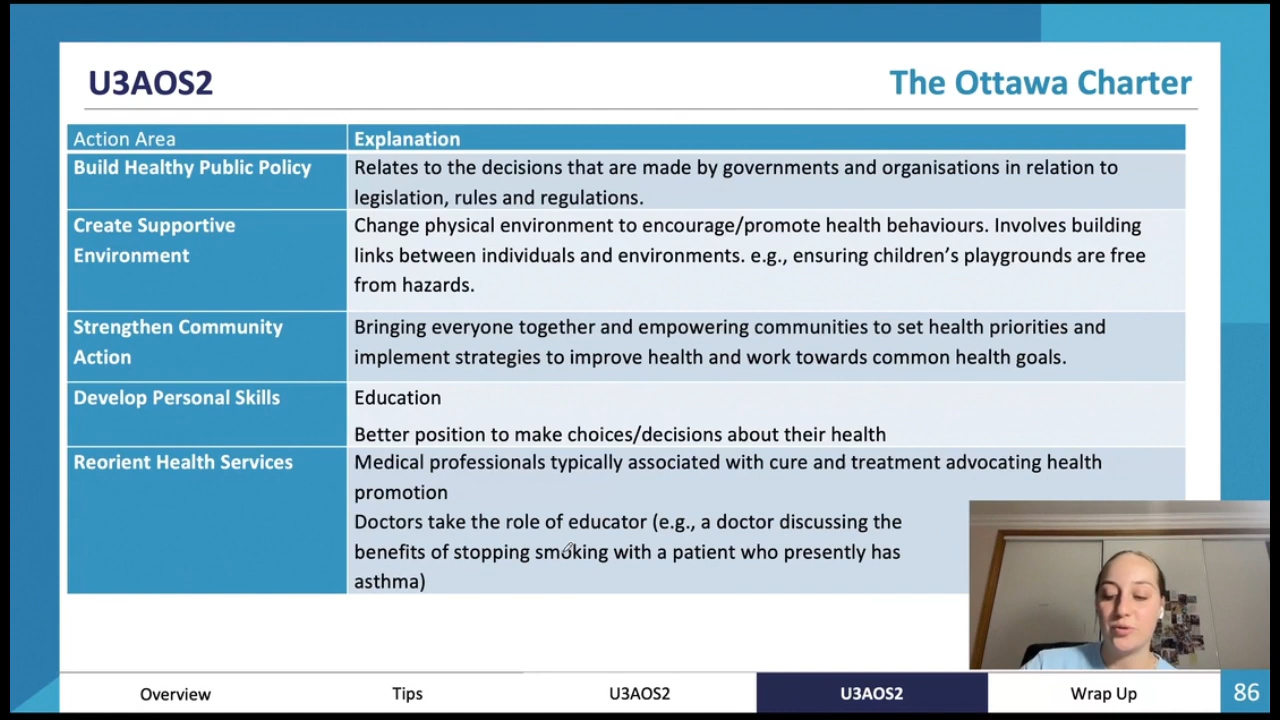 U3AOS2
The Ottawa Charter
Action Area
Explanation
Build Healthy Public Policy
Relates to the decisions that are made by governments and organisations in relation to
legislation, rules and regulations.
Create Supportive
Environment
Change physical environment to encourage/promote health behaviours. Involves building
links between individuals and environments. e.g., ensuring children’s playgrounds are free
from hazards.
Strengthen Community
Action
Bringing everyone together and empowering communities to set health priorities and
implement strategies to improve health and work towards common health goals.
Develop Personal Skills
Education
Better position to make choices/decisions about their health
Reorient Health Services
Medical professionals typically associated with cure and treatment advocating health
promotion
Doctors take the role of educator (e.g., a doctor discussing the
benefits of stopping smoking with a patient who presently has
asthma)
Overview
Tips
U3AOS2
U3AOS2
Wrap Up
86